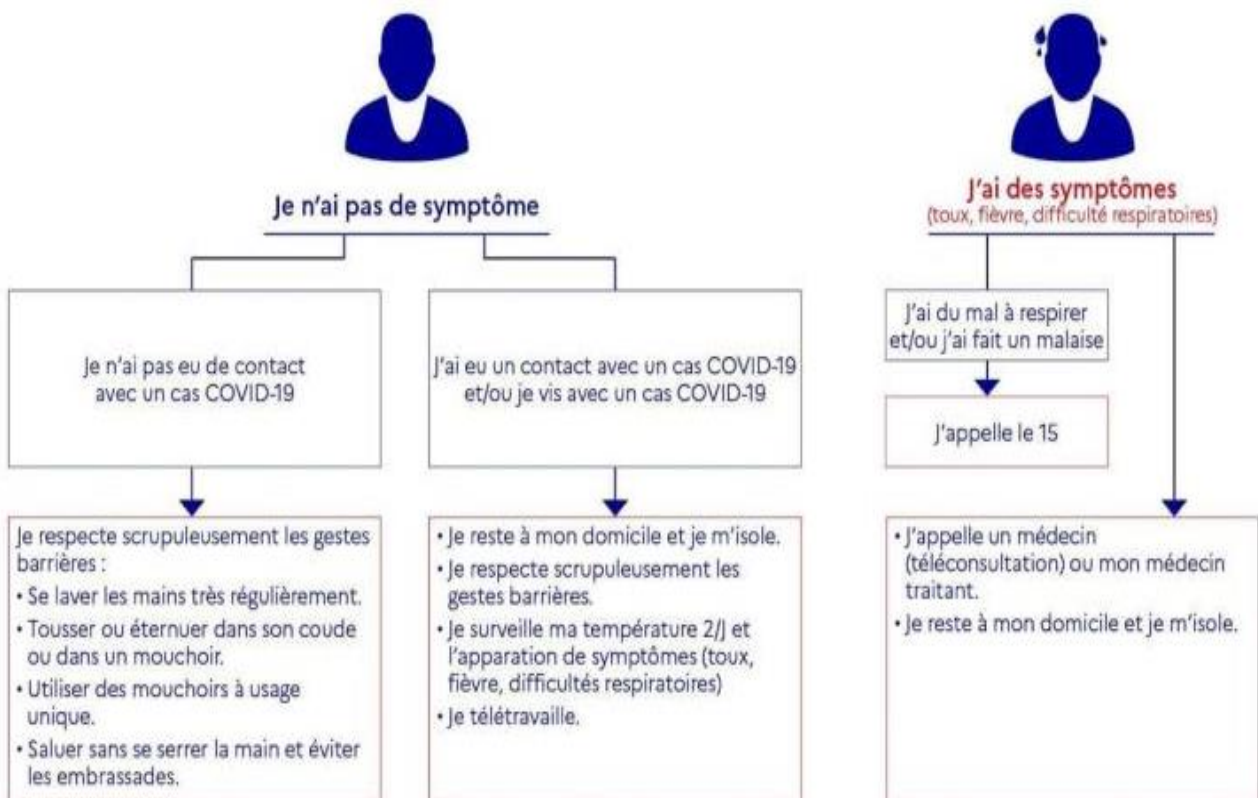 Je n'ai pas de symptôme
Je n'ai pas eu de contact
avec un cas COVID-19
Je respecte scrupuleusement les gestes
barrières :
• Se laver les mains très régulièrement.
• Tousser ou éternuer dans son coude
ou dans un mouchoir.
• Utiliser des mouchoirs à usage
unique.
• Saluer sans se serrer la main et éviter
les embrassades.
J'ai eu un contact avec un cas COVID-19
et/ou je vis avec un cas COVID-19
• Je reste à mon domicile et je m'isole.
• Je respecte scrupuleusement les
gestes barrières.
• Je surveille ma température 2/J et
l'apparation de symptômes (toux,
fièvre, difficultés respiratoires)
• Je télétravaille.
J'ai des symptômes
(toux, fièvre, difficulté respiratoires)
J'ai du mal à respirer
et/ou j'ai fait un malaise
J'appelle le 15
• J'appelle un médecin
(téléconsultation) ou mon médecin
traitant.
• Je reste à mon domicile et je m'isole.